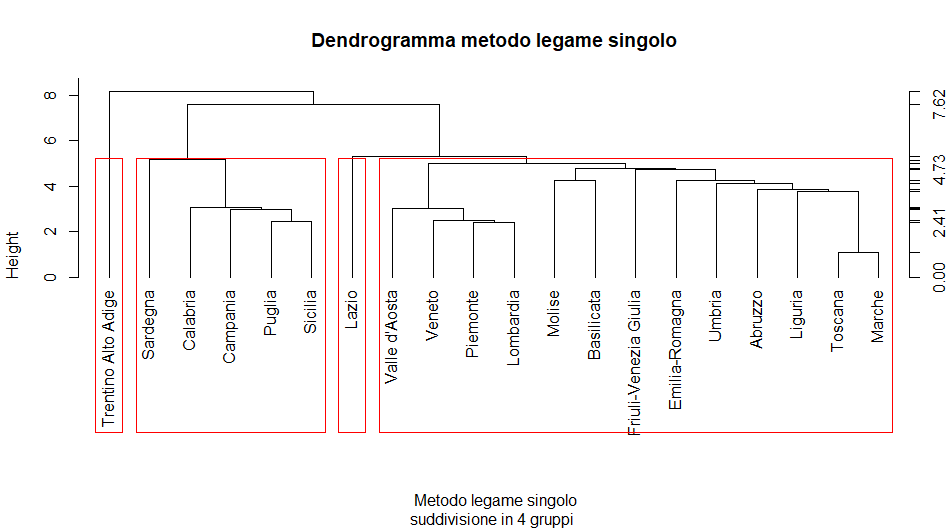 Dendrogramma metodo legame singolo
Height
0
2
4
6
8
0.00
2.41
4.73
7.62
Trentino Alto Adige
Sardegna
Calabria
Campania
Puglia
Sicilia
Lazio
Valle d'Aosta
Veneto
Piemonte
Lombardia
Molise
Basilicata
Friuli-Venezia Giulia
Emilia-Romagna
Umbria
Abruzzo
Liguria
Toscana
Marche
Metodo legame singolo
suddivisione in 4 gruppi